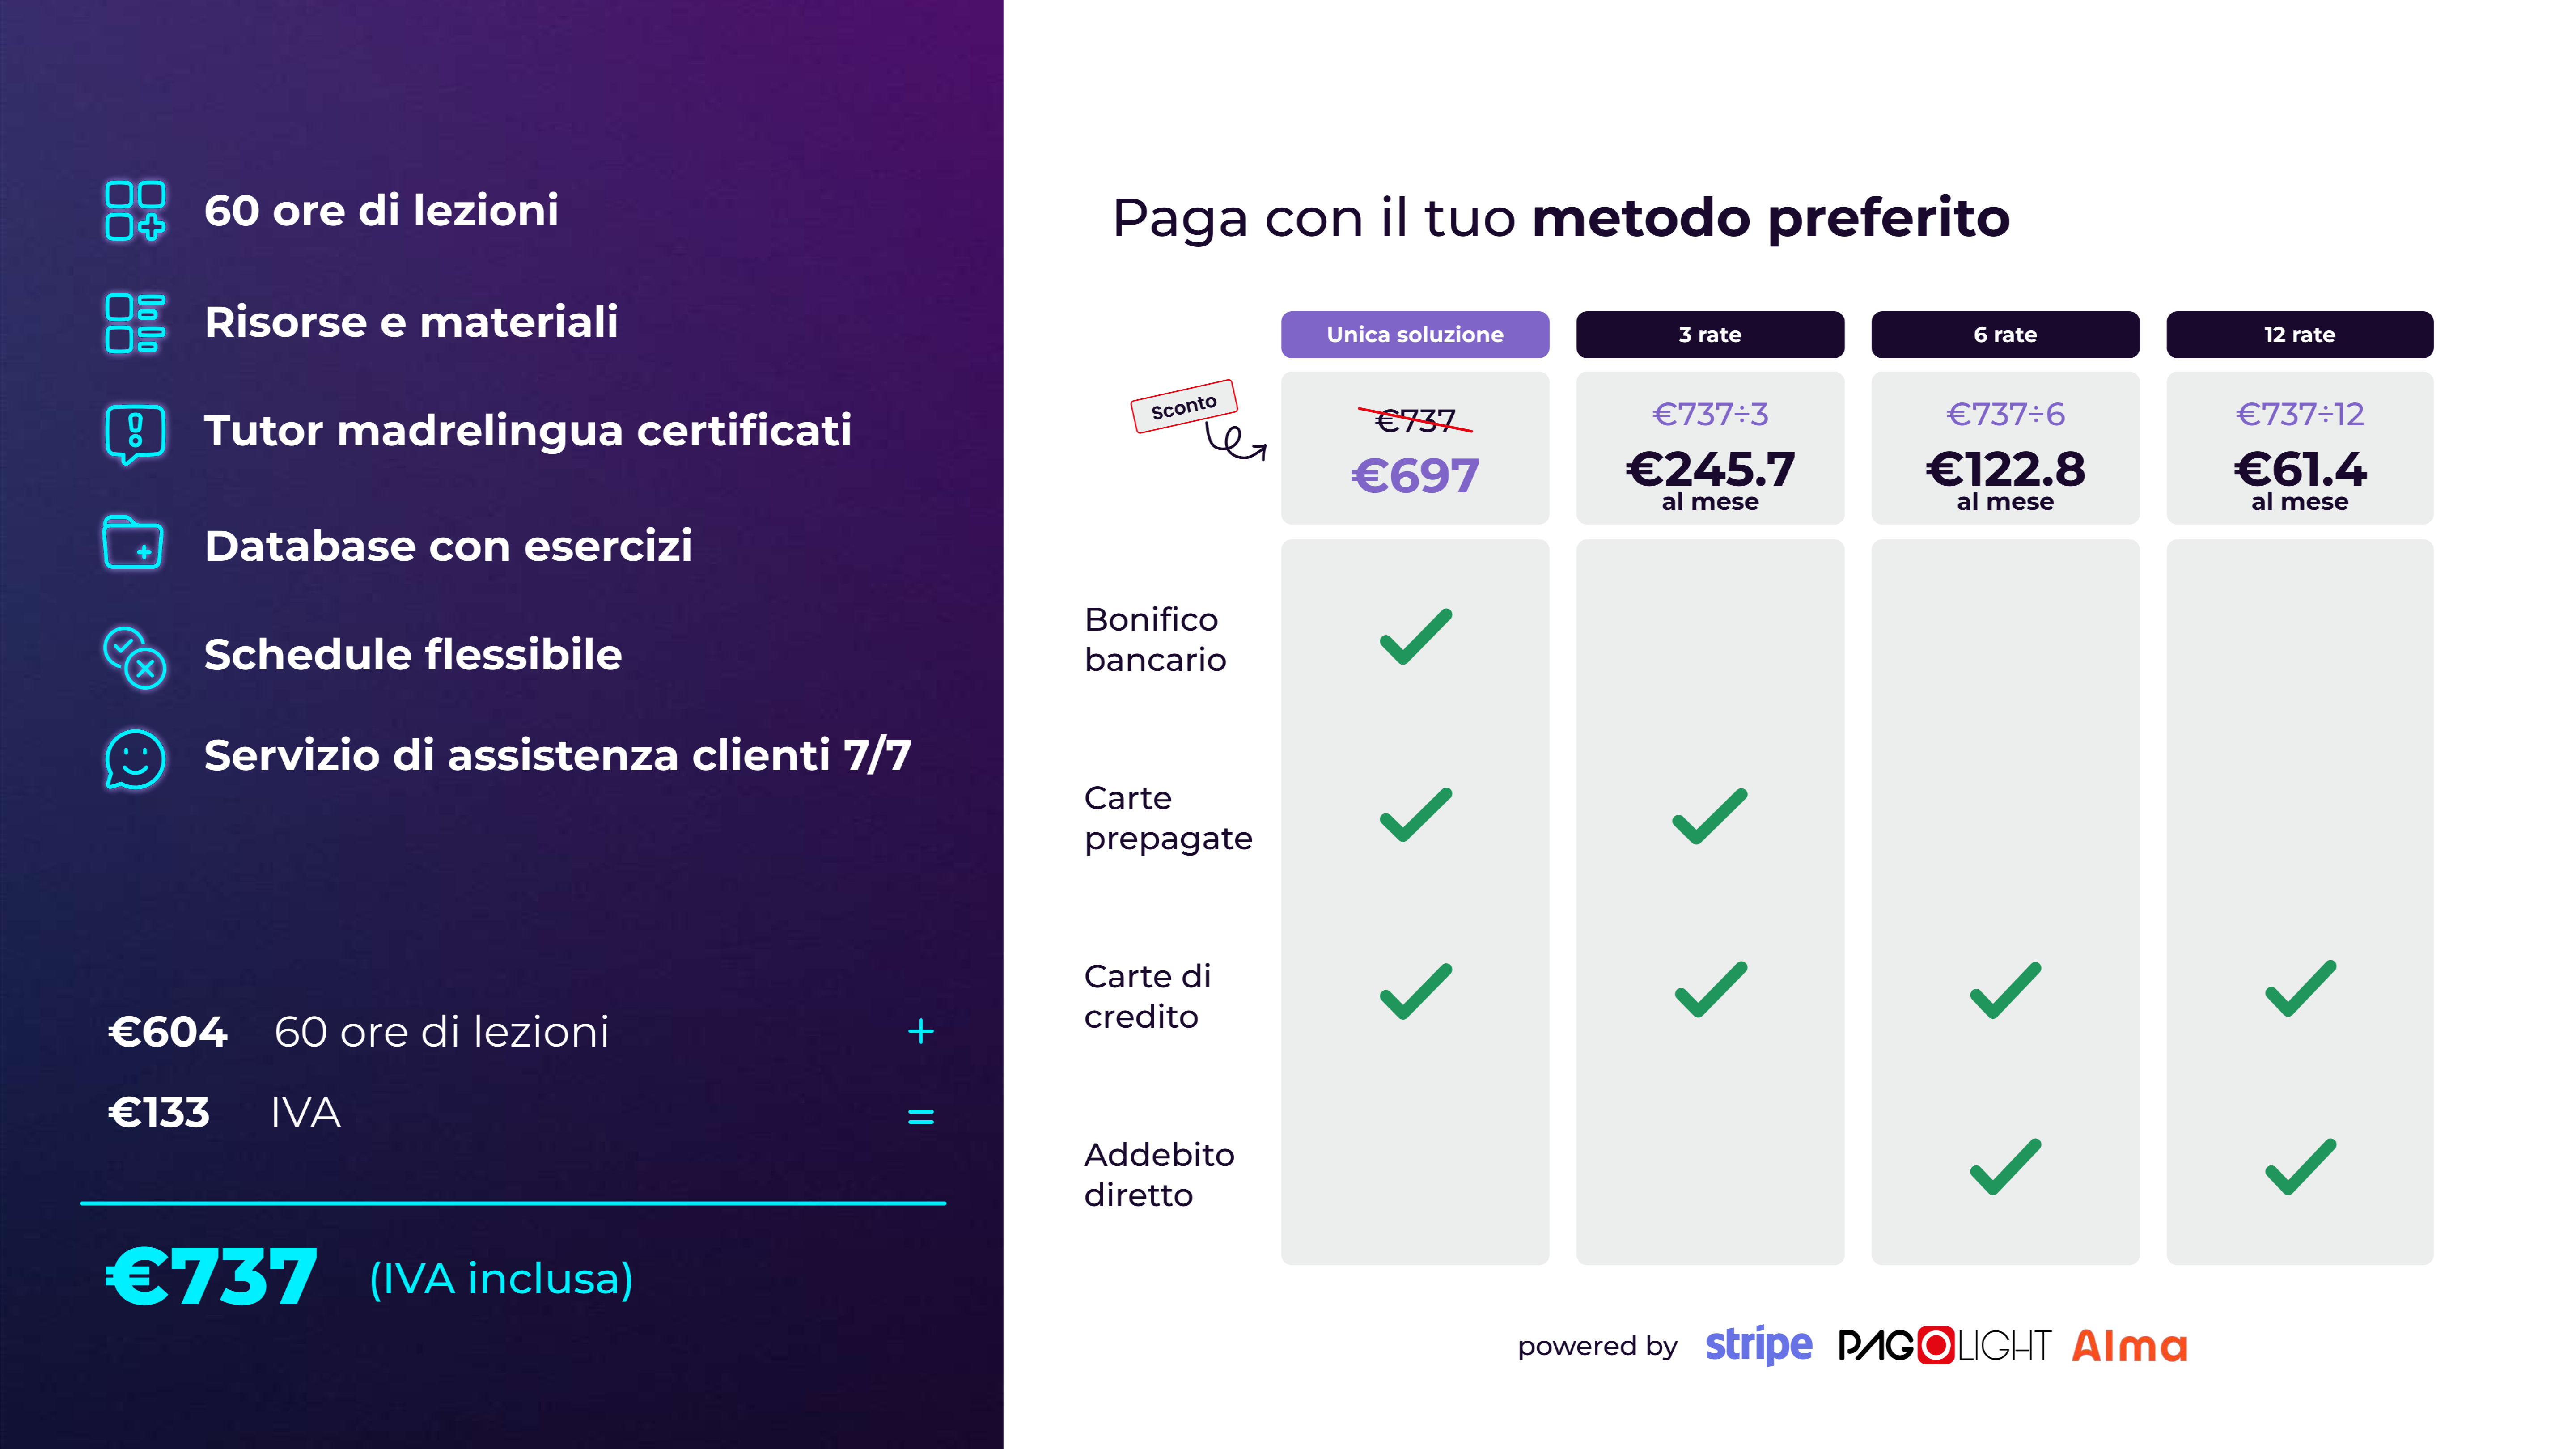 60 ore di lezioni
Risorse e materiali
Tutor madrelingua certificati
Database con esercizi
Schedule flessibile
Servizio di assistenza clienti 7/7
€604 60 ore di lezioni +
€133 IVA =
€737 (IVA inclusa)
Paga con il tuo metodo preferito
Unica soluzione 3 rate 6 rate 12 rate
Sconto
€737 €737÷3 €737÷6 €737÷12
€697 €245.7 €122.8 €61.4
al mese al mese al mese
Bonifico
bancario
Carte
prepagate
Carte di
credito
Addebito
diretto
powered by stripe PAGOLIGHT Alma